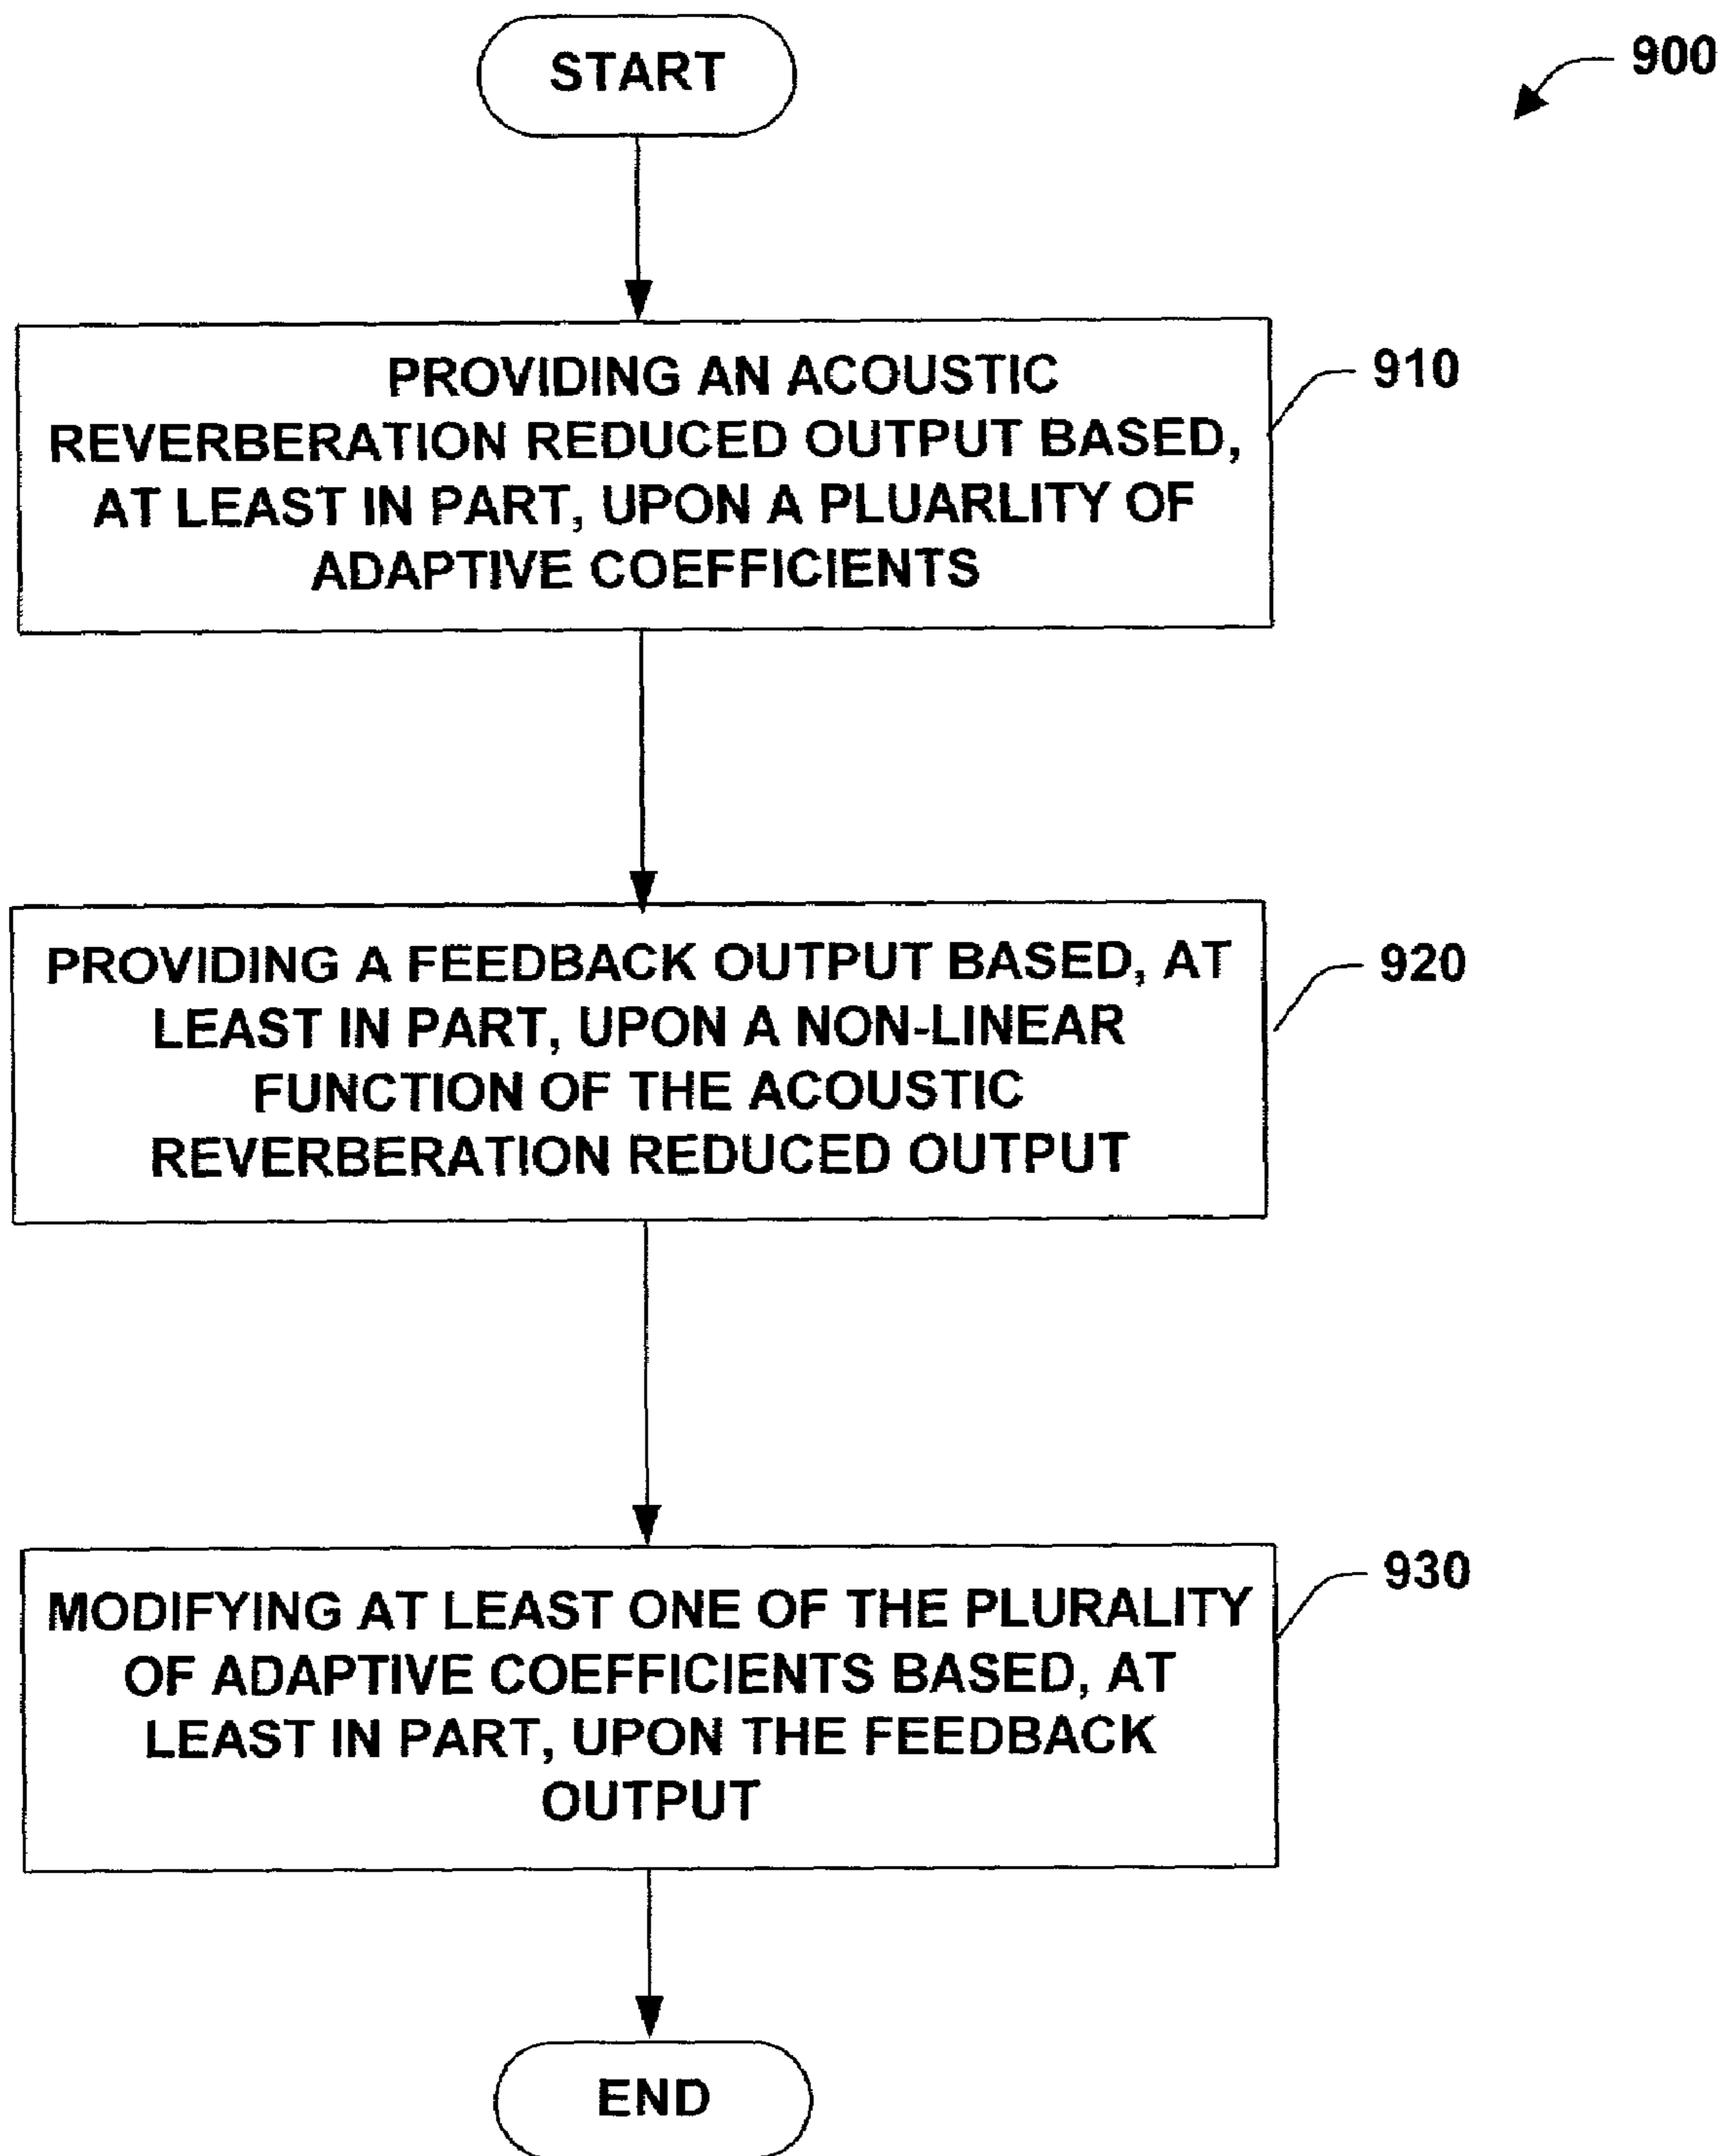 START
900
PROVIDING AN ACOUSTIC
REVERBERATION REDUCED OUTPUT BASED,
AT LEAST IN PART, UPON A PLUARLITY OF
ADAPTIVE COEFFICIENTS
910
PROVIDING A FEEDBACK OUTPUT BASED, AT
LEAST IN PART, UPON A NON-LINEAR
FUNCTION OF THE ACOUSTIC
REVERBERATION REDUCED OUTPUT
920
MODIFYING AT LEAST ONE OF THE PLURALITY
OF ADAPTIVE COEFFICIENTS BASED, AT
LEAST IN PART, UPON THE FEEDBACK
OUTPUT
930
END